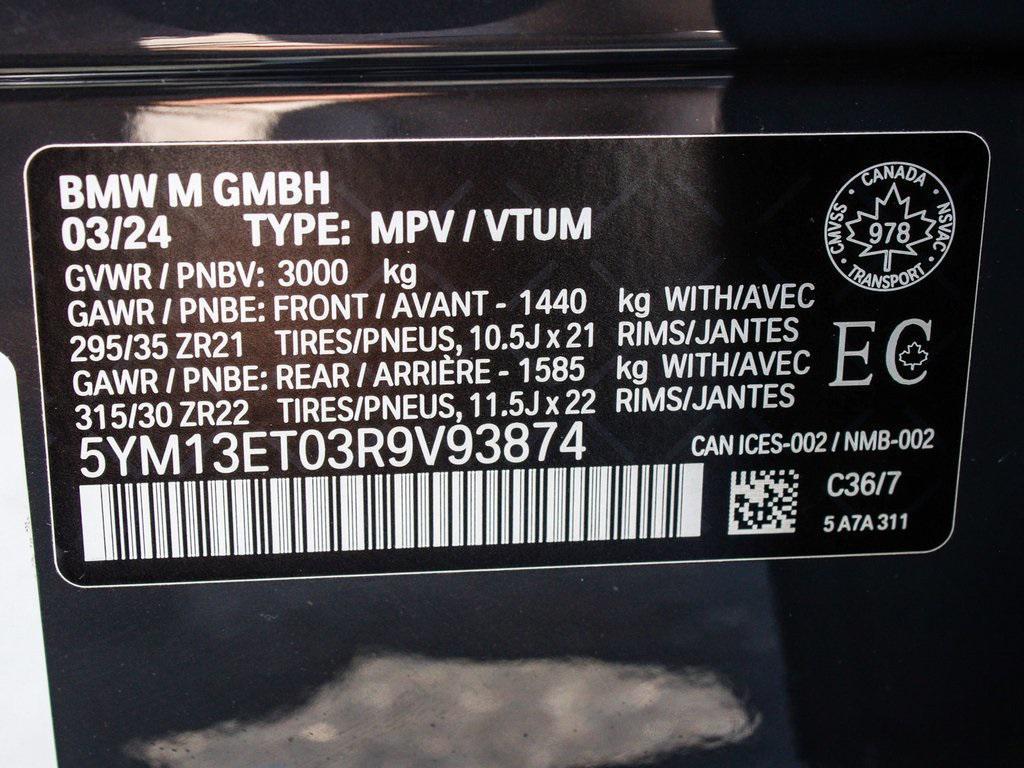 BMW M GMBH
03/24 TYPE: MPV / VTUM
GVWR / PNBV: 3000 kg
GAWR / PNBE: FRONT / AVANT - 1440 kg WITH/AVEC
295/35 ZR21 TIRES/PNEUS, 10.5J x 21 RIMS/JANTES
GAWR / PNBE: REAR / ARRIÈRE - 1585 kg WITH/AVEC
315/30 ZR22 TIRES/PNEUS, 11.5J x 22 RIMS/JANTES
5YM13ET03R9V93874
CANADA
CMVSS
978
NSVAC
TRANSPORT
EC
CAN ICES-002 / NMB-002
C36/7
5 A7A 311